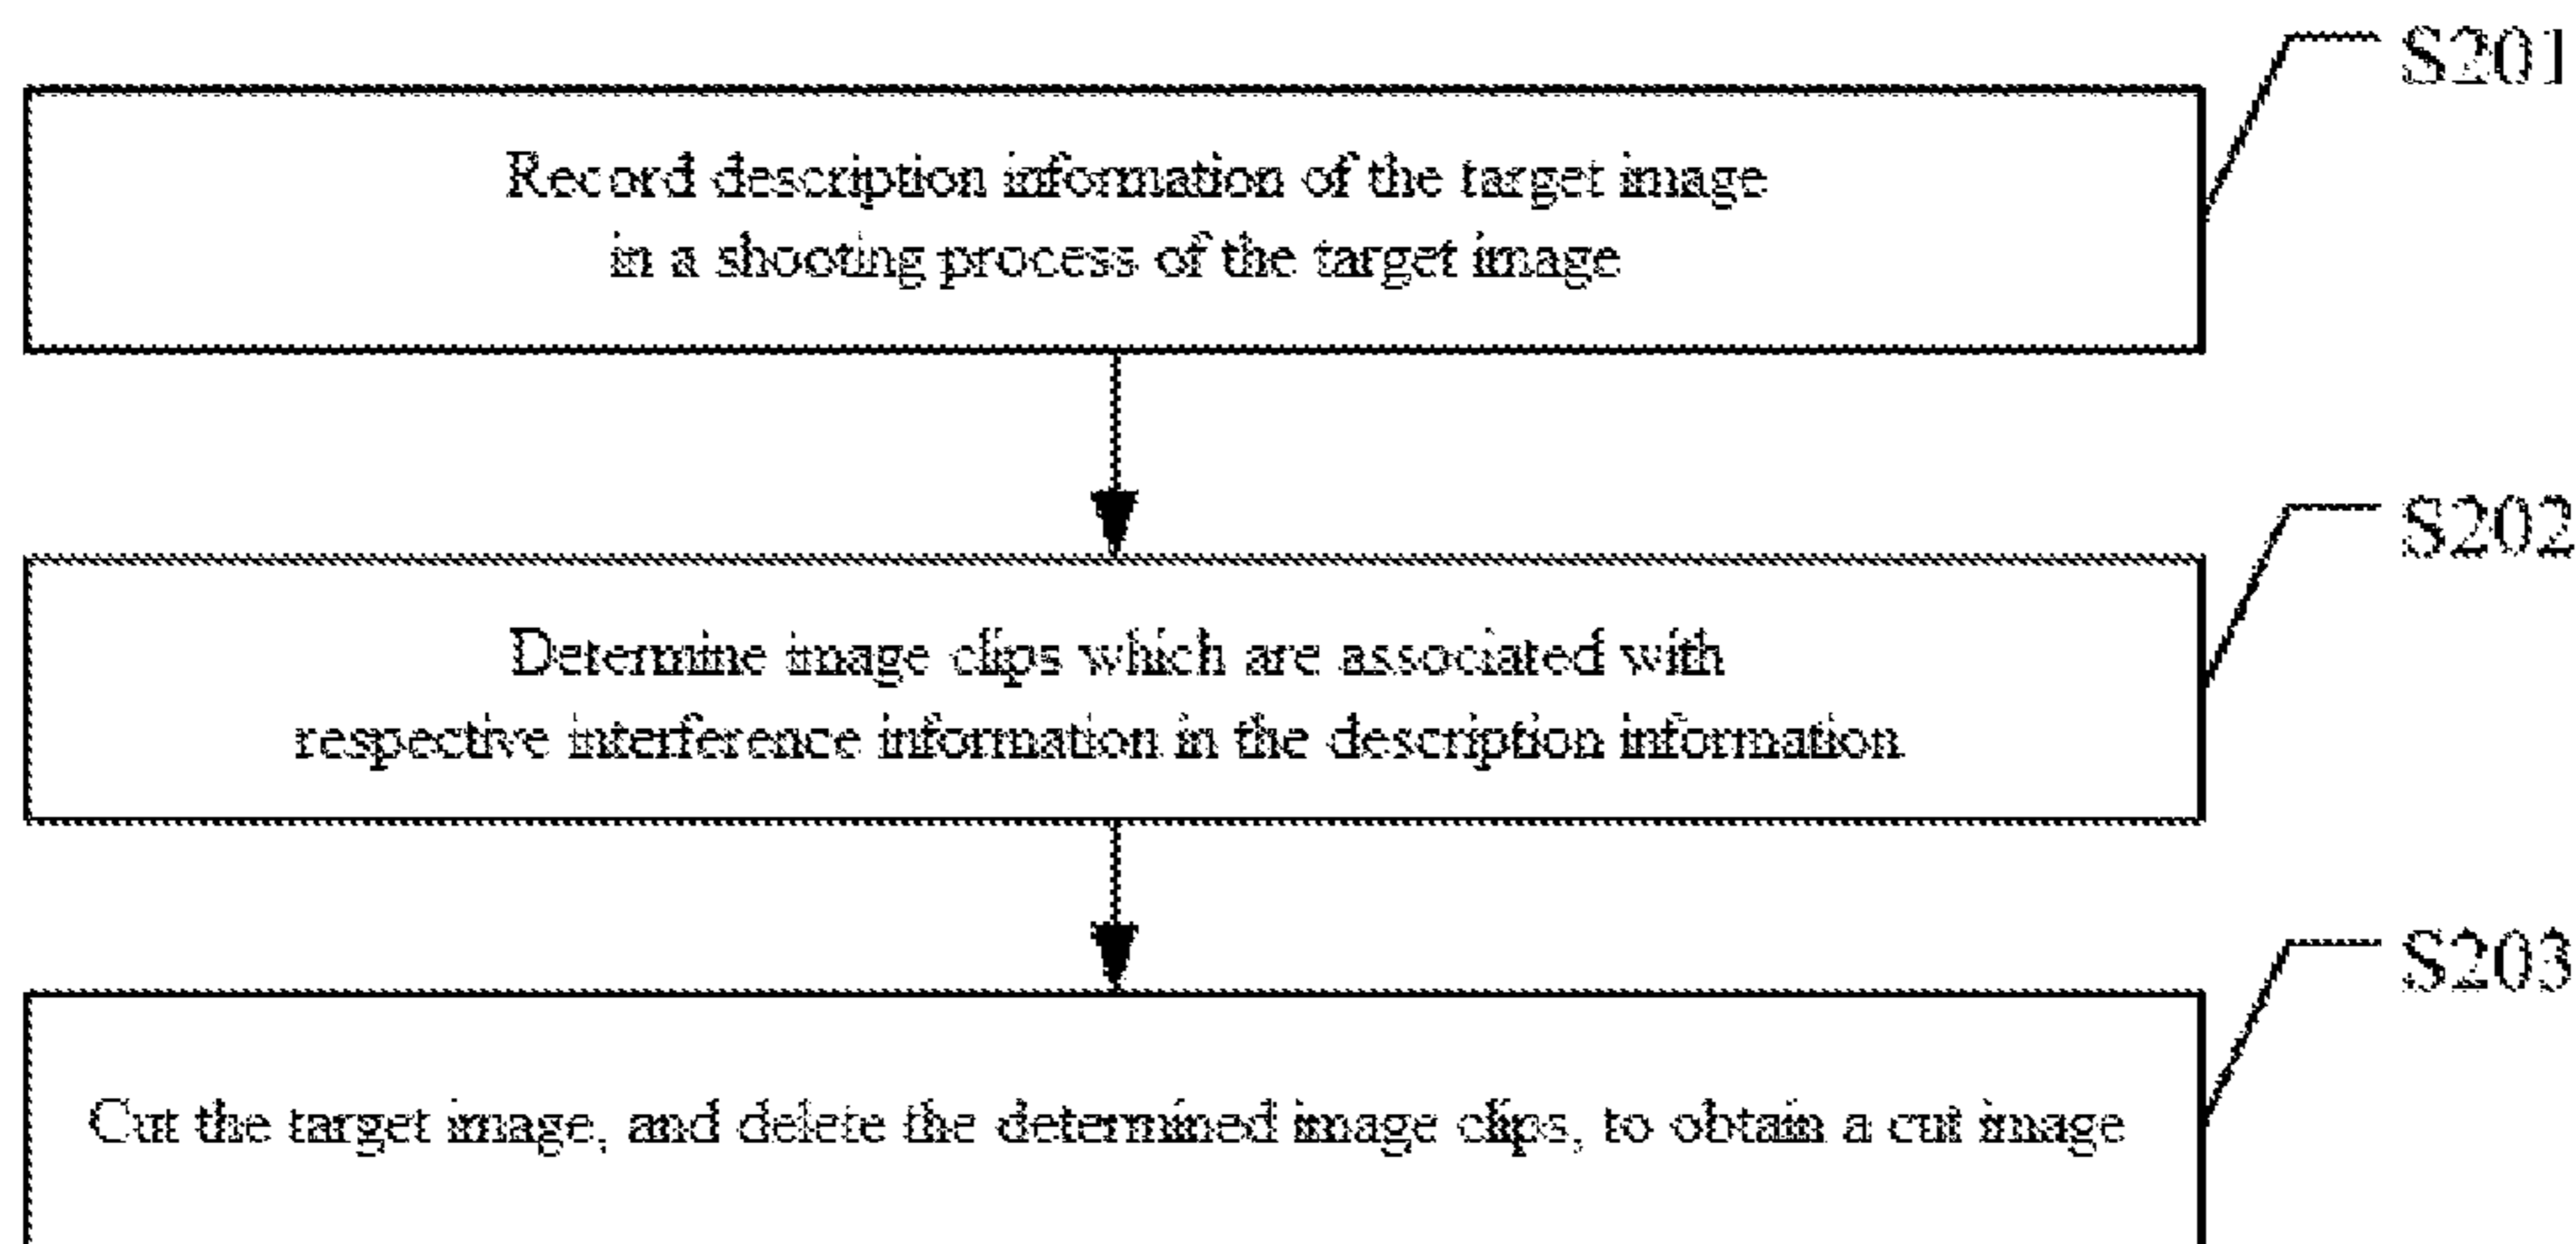 S201
Record description information of the target image
in a shooting process of the target image
S202
Determine image clips which are associated with
respective interference information in the description information
S203
Cut the target image, and delete the determined image clips, to obtain a cut image